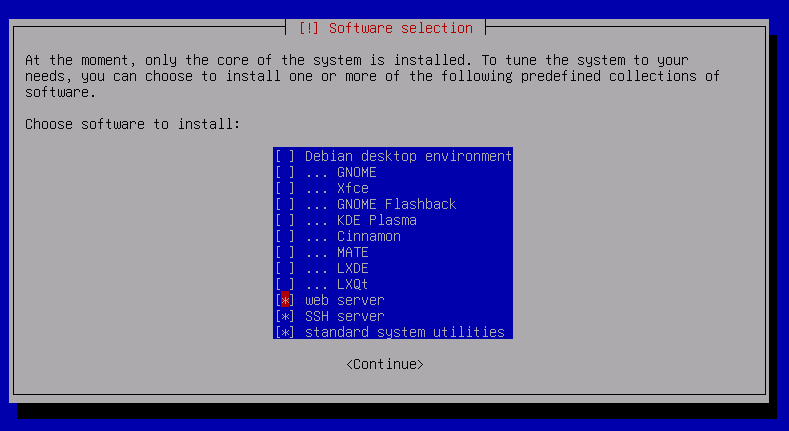 [!] Software selection
At the moment, only the core of the system is installed. To tune the system to your
needs, you can choose to install one or more of the following predefined collections of
software.
Choose software to install:
[ ] Debian desktop environment
[ ] ... GNOME
[ ] ... Xfce
[ ] ... GNOME Flashback
[ ] ... KDE Plasma
[ ] ... Cinnamon
[ ] ... MATE
[ ] ... LXDE
[ ] ... LXQt
[*] web server
[*] SSH server
[*] standard system utilities
<Continue>